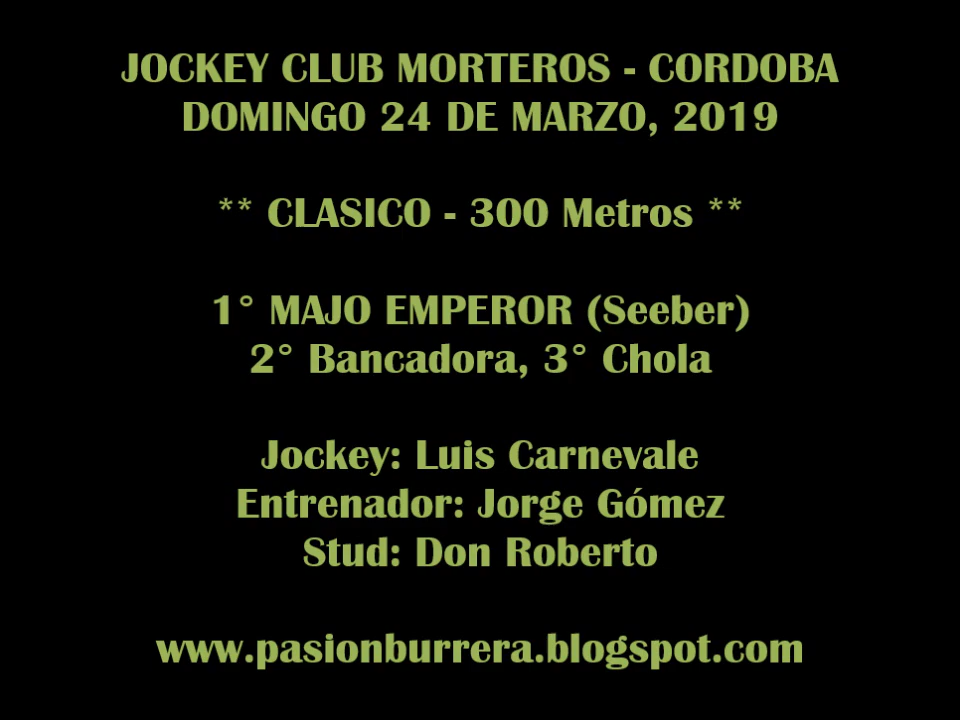 JOCKEY CLUB MORTEROS - CORDOBA
DOMINGO 24 DE MARZO, 2019
** CLASICO - 300 Metros **
1° MAJO EMPEROR (Seeber)
2° Bancadora, 3° Chola
Jockey: Luis Carnevale
Entrenador: Jorge Gómez
Stud: Don Roberto
www.pasionburrera.blogspot.com